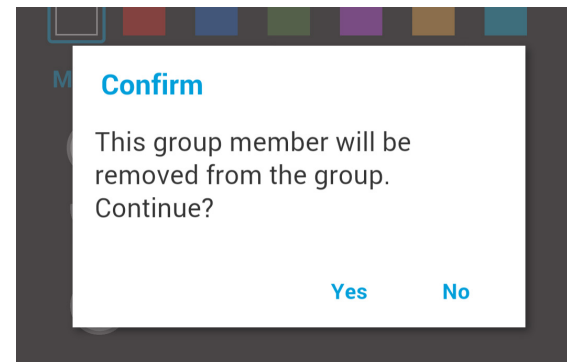 M
Confirm
This group member will be
removed from the group.
Continue?
Yes
No